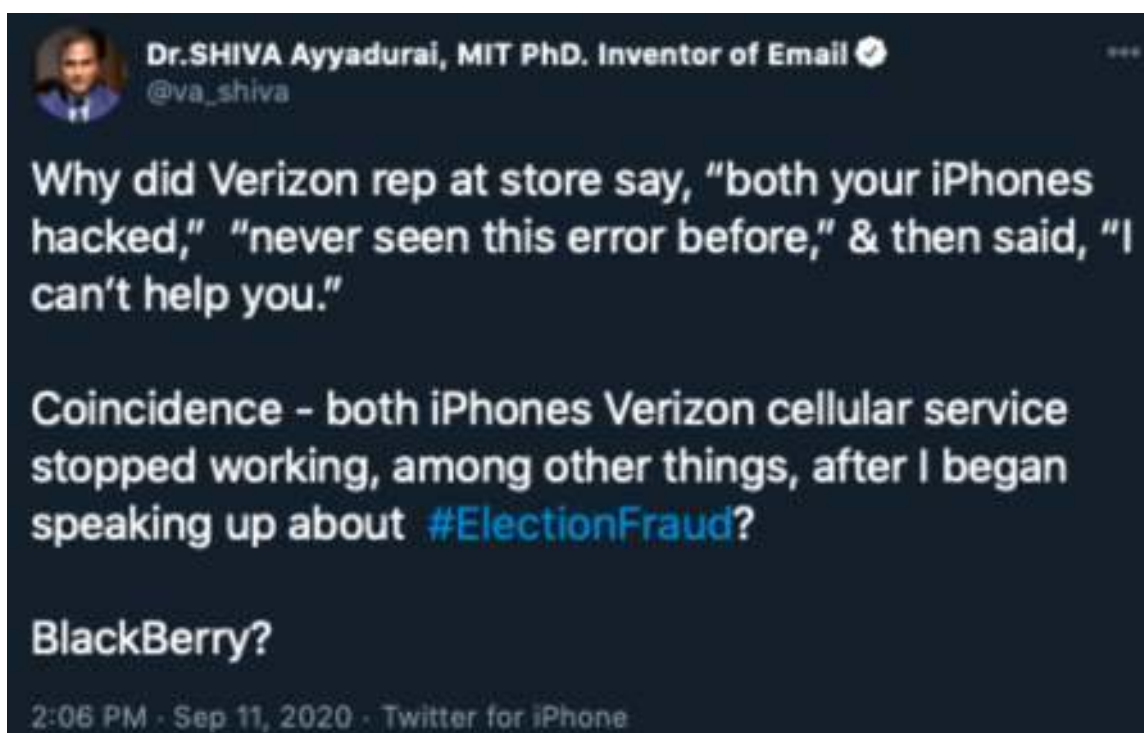 Dr.SHIVA Ayyadurai, MIT PhD. Inventor of Email
@va_shiva
Why did Verizon rep at store say, “both your iPhones
hacked,”  “never seen this error before,” & then said, “I
can’t help you.”
Coincidence - both iPhones Verizon cellular service
stopped working, among other things, after I began
speaking up about  #ElectionFraud?
BlackBerry?
2:06 PM · Sep 11, 2020 · Twitter for iPhone